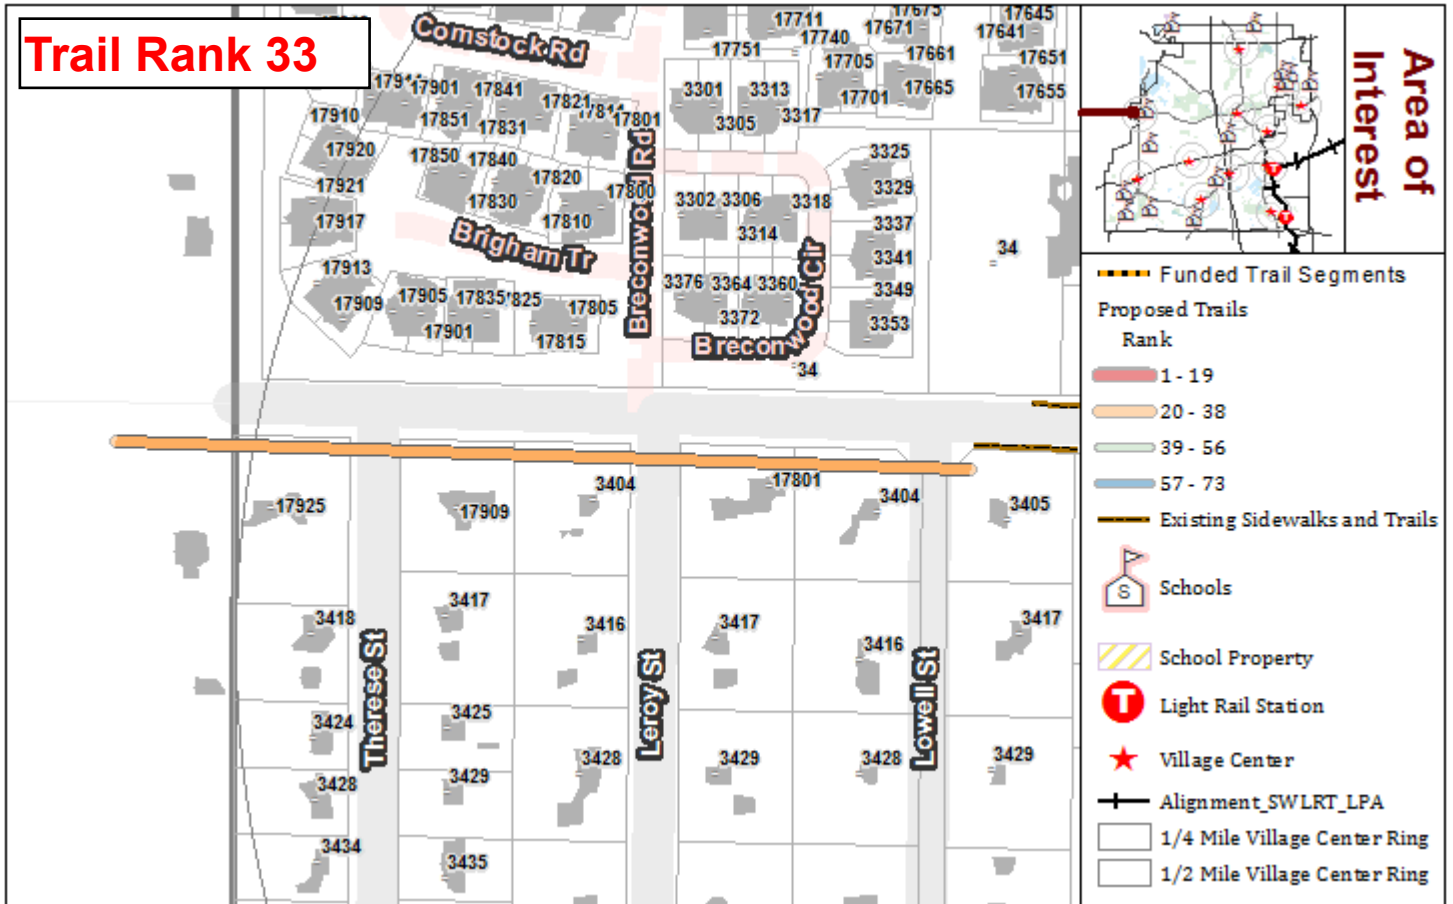 Trail Rank 33
Comstock Rd
17711
17675
17645
17740
17671
17641
17751
17661
17651
17705
17901
17841
17701
17665
17655
3301
3313
17821
17801
17910
17851
17831
3305
3317
17920
17850
17840
3325
17921
17820
17800
3329
17830
3302
3306
3318
17917
17810
3314
3337
Brigham Tr
Breconwood Rd
34
3341
17913
3376
3364
3360
3349
17909
17905
17835
17805
3372
3353
17901
17815
Breconwood Cir
34
3404
17801
3404
3405
17925
17909
3418
3417
3416
3417
3416
3417
Therese St
Leroy St
Lowell St
3424
3425
3428
3429
3428
3429
3428
3429
3434
3435
Area of
Interest
Funded Trail Segments
Proposed Trails
Rank
1 - 19
20 - 38
39 - 56
57 - 73
Existing Sidewalks and Trails
S
Schools
School Property
T
Light Rail Station
Village Center
Alignment_SWLRT_LPA
1/4 Mile Village Center Ring
1/2 Mile Village Center Ring